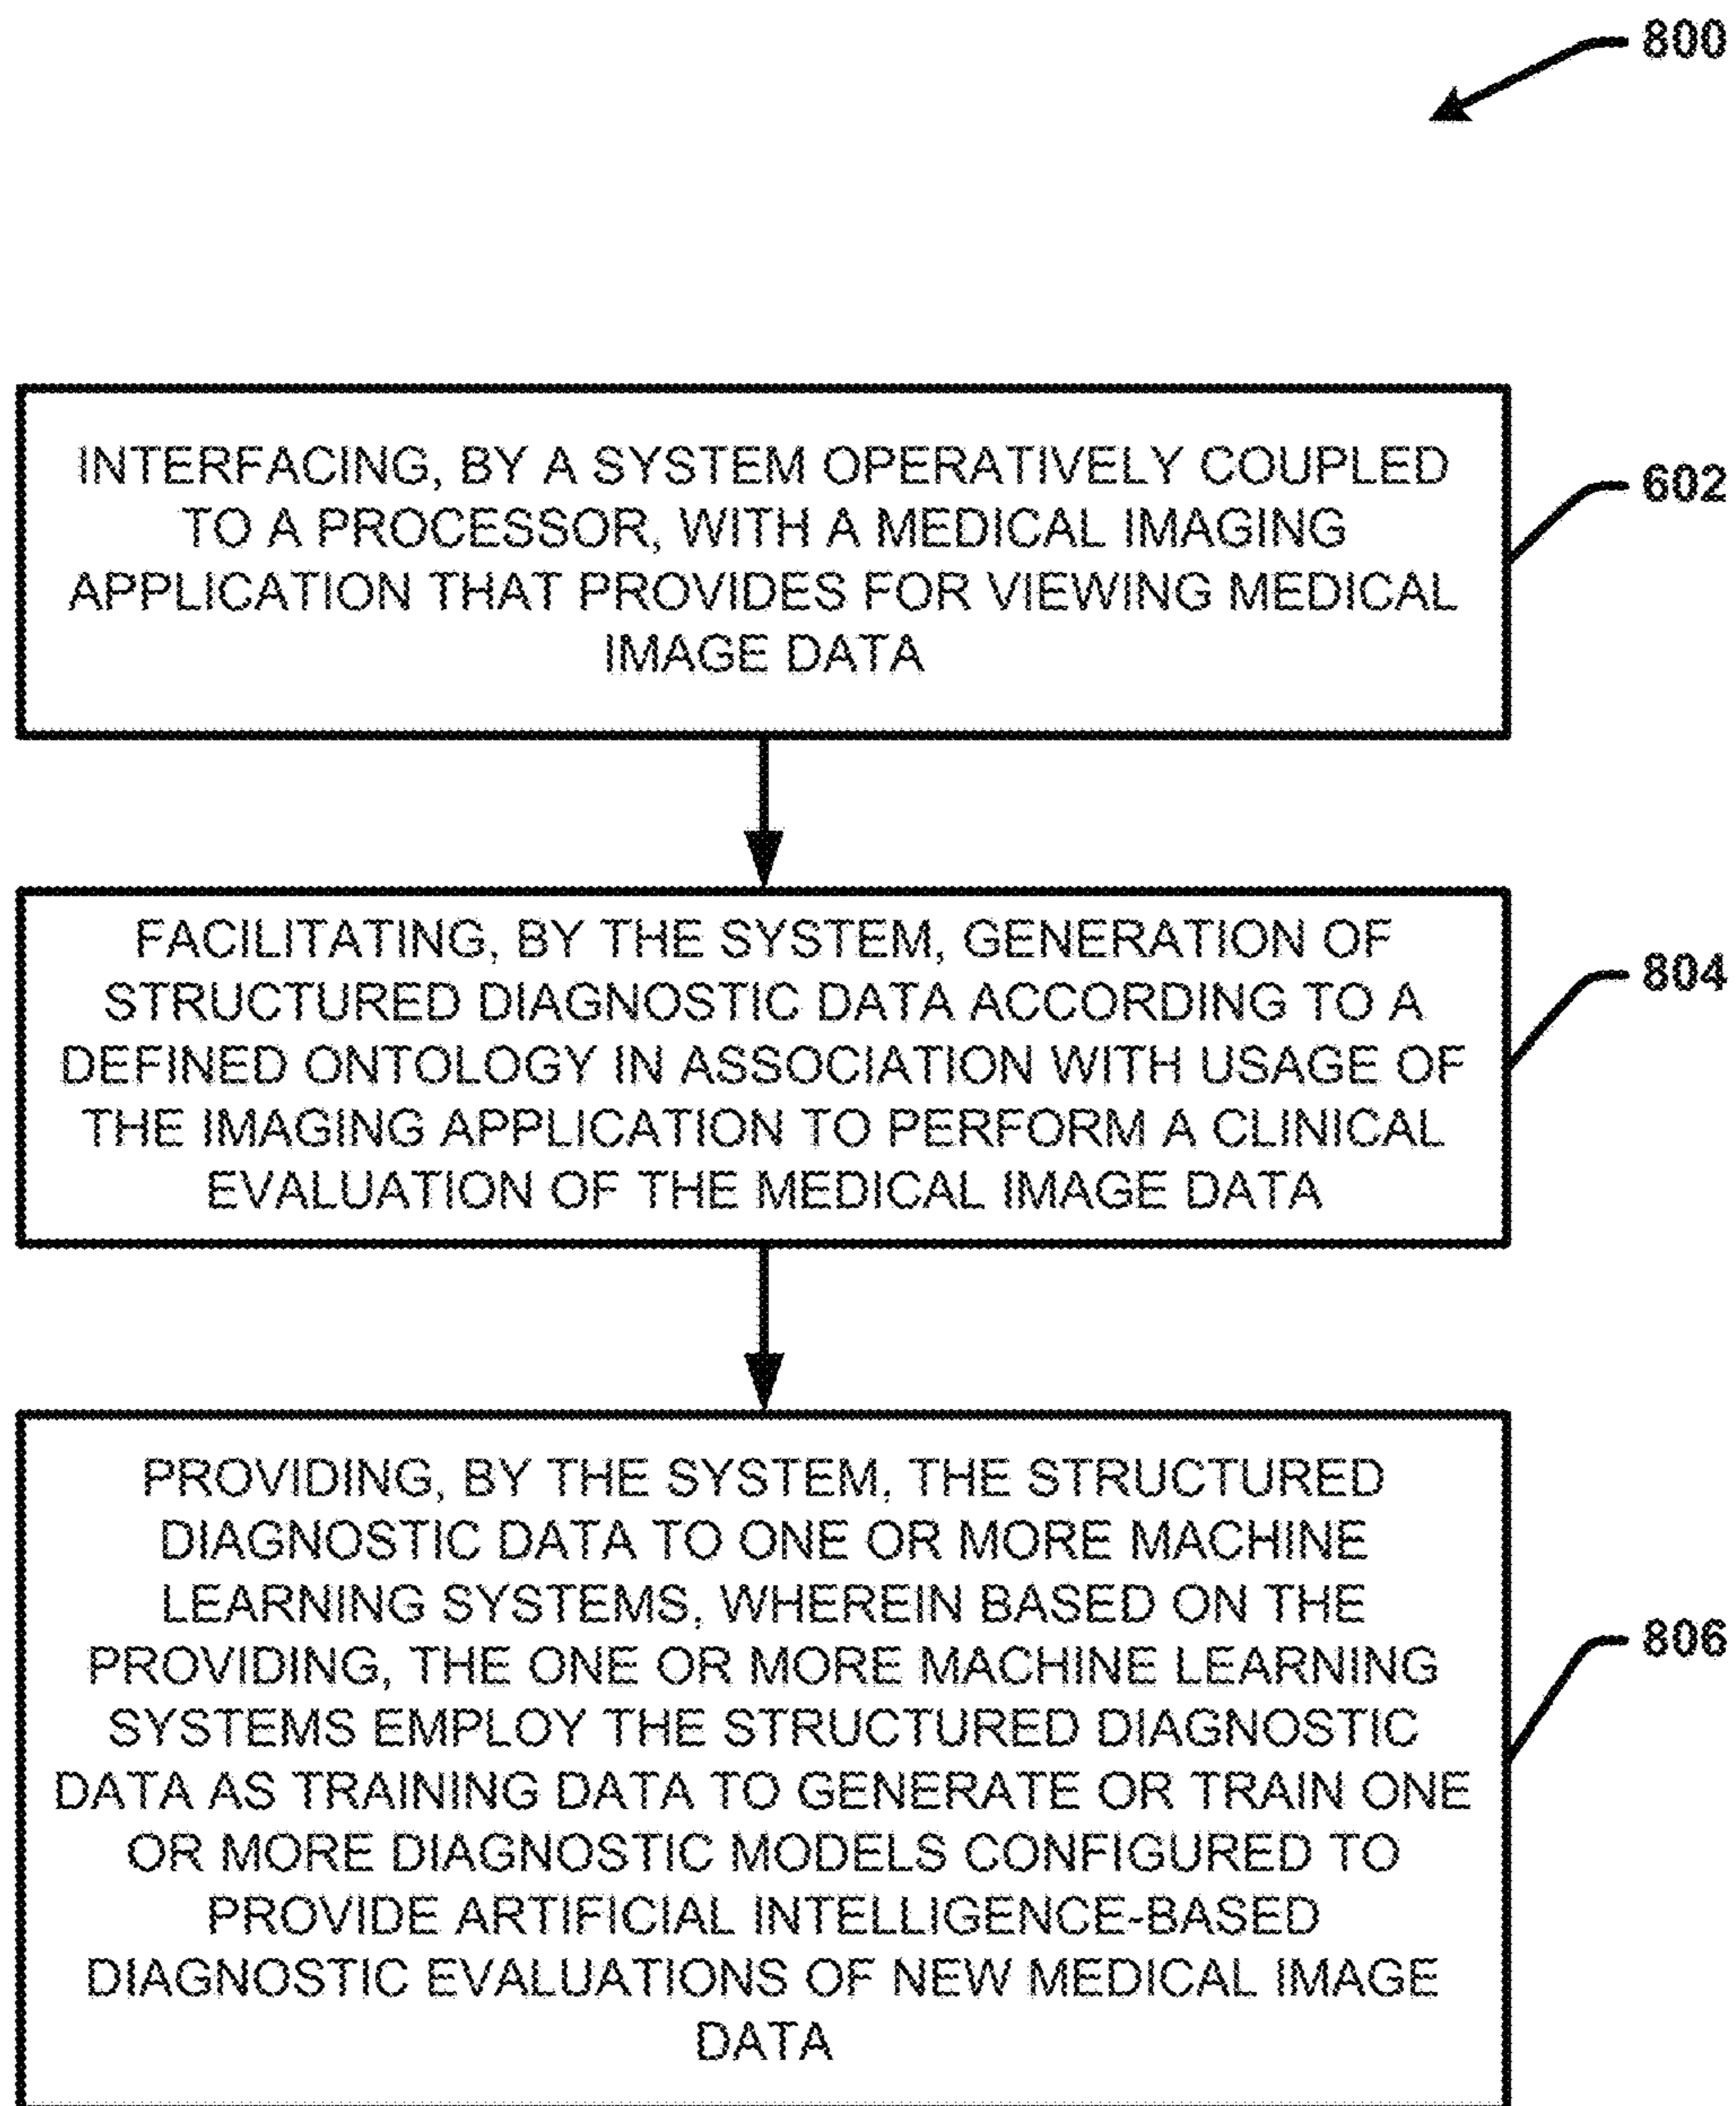 800
INTERFACING, BY A SYSTEM OPERATIVELY COUPLED
TO A PROCESSOR, WITH A MEDICAL IMAGING
APPLICATION THAT PROVIDES FOR VIEWING MEDICAL
IMAGE DATA
602
FACILITATING, BY THE SYSTEM, GENERATION OF
STRUCTURED DIAGNOSTIC DATA ACCORDING TO A
DEFINED ONTOLOGY IN ASSOCIATION WITH USAGE OF
THE IMAGING APPLICATION TO PERFORM A CLINICAL
EVALUATION OF THE MEDICAL IMAGE DATA
804
PROVIDING, BY THE SYSTEM, THE STRUCTURED
DIAGNOSTIC DATA TO ONE OR MORE MACHINE
LEARNING SYSTEMS, WHEREIN BASED ON THE
PROVIDING, THE ONE OR MORE MACHINE LEARNING
SYSTEMS EMPLOY THE STRUCTURED DIAGNOSTIC
DATA AS TRAINING DATA TO GENERATE OR TRAIN ONE
OR MORE DIAGNOSTIC MODELS CONFIGURED TO
PROVIDE ARTIFICIAL INTELLIGENCE-BASED
DIAGNOSTIC EVALUATIONS OF NEW MEDICAL IMAGE
DATA
806